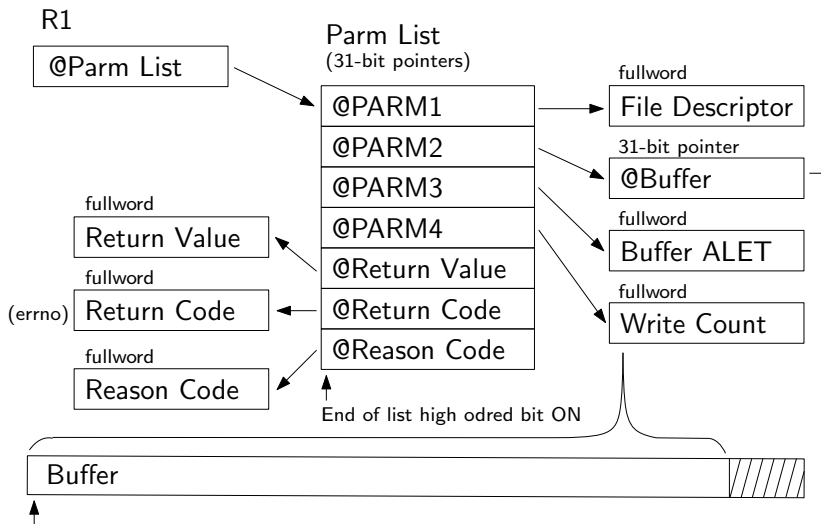 R1
@Parm List
Parm List
(31-bit pointers)
@PARM1
@PARM2
@PARM3
@PARM4
@Return Value
@Return Code
@Reason Code
End of list high odred bit ON
fullword
File Descriptor
31-bit pointer
@Buffer
fullword
Buffer ALET
fullword
Write Count
fullword
Return Value
fullword
(errno) Return Code
fullword
Reason Code
Buffer